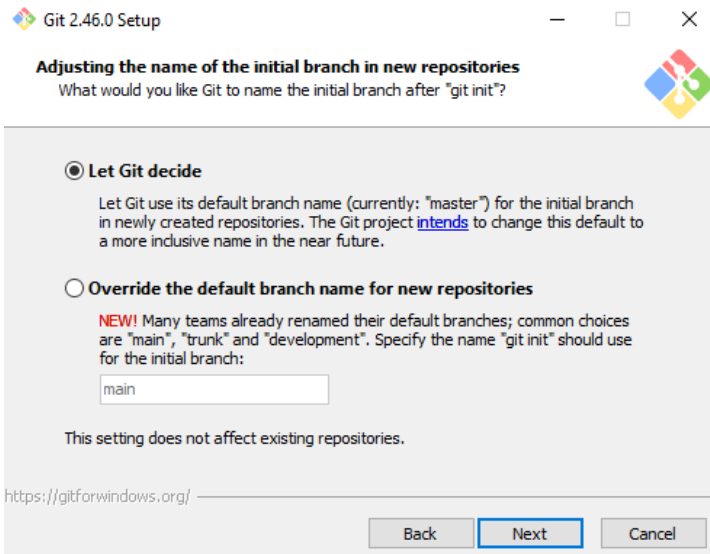 Git 2.46.0 Setup
Adjusting the name of the initial branch in new repositories
What would you like Git to name the initial branch after "git init"?
Let Git decide
Let Git use its default branch name (currently: "master") for the initial branch
in newly created repositories. The Git project intends to change this default to
a more inclusive name in the near future.
Override the default branch name for new repositories
NEW! Many teams already renamed their default branches; common choices
are "main", "trunk" and "development". Specify the name "git init" should use
for the initial branch:
main
This setting does not affect existing repositories.
https://gitforwindows.org/
Back Next Cancel